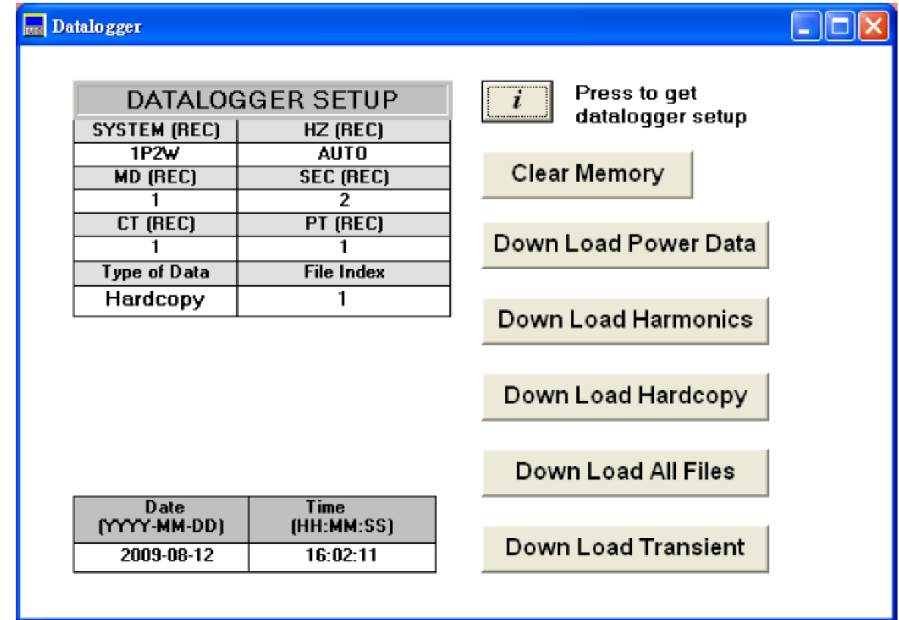 Datalogger
DATALOGGER SETUP
SYSTEM (REC) HZ (REC)
1P2W AUTO
MD (REC) SEC (REC)
1 2
CT (REC) PT (REC)
1 1
Type of Data File Index
Hardcopy 1
i
Press to get
datalogger setup
Clear Memory
Down Load Power Data
Down Load Harmonics
Down Load Hardcopy
Down Load All Files
Down Load Transient
Date Time
(YYYY-MM-DD) (HH:MM:SS)
2009-08-12 16:02:11